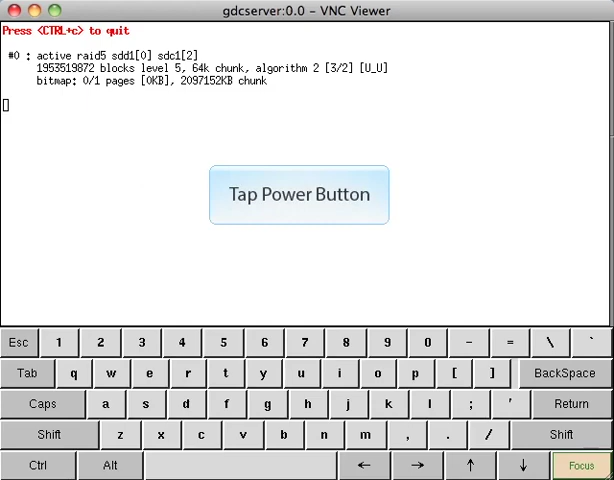 gdcserver:0.0 – VNC Viewer
Press <CTRL+c> to quit
#0 : active raid5 sdd1[0] sdc1[2]
1953519872 blocks level 5, 64k chunk, algorithm 2 [3/2] [U_U]
bitmap: 0/1 pages [0KB], 2097152KB chunk
Tap Power Button
Esc 1 2 3 4 5 6 7 8 9 0 - = \ `
Tab q w e r t y u i o p [ ] BackSpace
Caps a s d f g h j k l ; ' Return
Shift z x c v b n m , . / Shift
Ctrl Alt ← → ↑ ↓ Focus